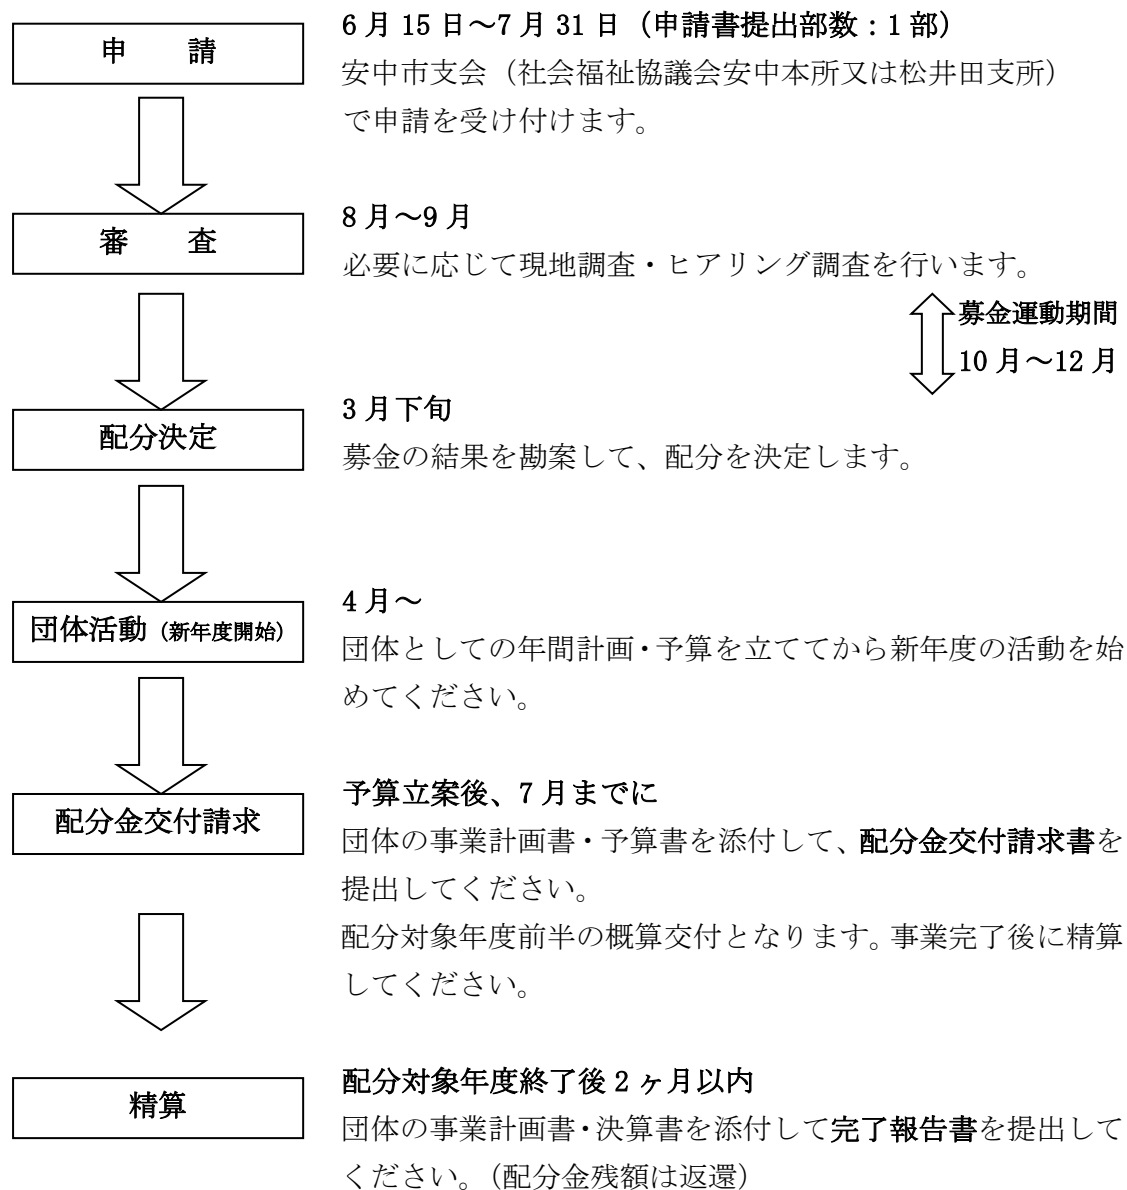 申　　請
6月15日～7月31日（申請書提出部数：1部）
安中市支会（社会福祉協議会安中本所又は松井田支所）
で申請を受け付けます。
審　　査
8月～9月
必要に応じて現地調査・ヒアリング調査を行います。
募金運動期間
10月～12月
配分決定
3月下旬
募金の結果を勘案して、配分を決定します。
団体活動（新年度開始）
4月～
団体としての年間計画・予算を立ててから新年度の活動を始
めてください。
配分金交付請求
予算立案後、7月までに
団体の事業計画書・予算書を添付して、配分金交付請求書を
提出してください。
配分対象年度前半の概算交付となります。事業完了後に精算
してください。
精算
配分対象年度終了後2ヶ月以内
団体の事業計画書・決算書を添付して完了報告書を提出して
ください。（配分金残額は返還）